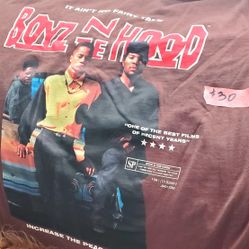 IT AIN'T NO FAIRY TALE
BOYZ N THE HOOD
$30
"ONE OF THE BEST FILMS
OF RECENT YEARS"
★★★★
INCREASE THE PEACE